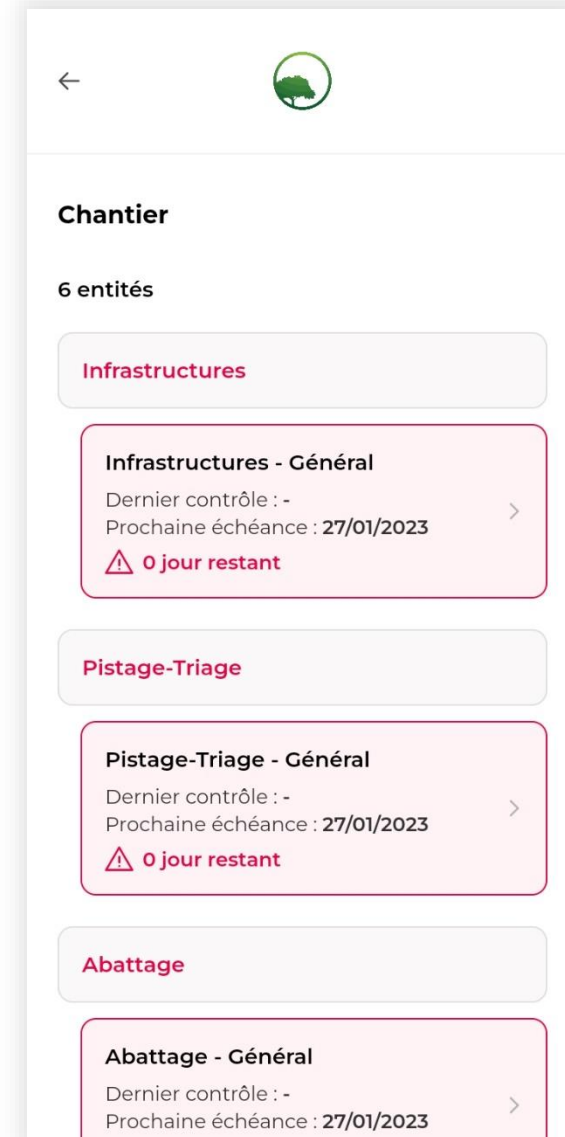 Chantier
6 entités
Infrastructures
Infrastructures - Général
Dernier contrôle : -
Prochaine échéance : 27/01/2023
0 jour restant
Pistage-Triage
Pistage-Triage - Général
Dernier contrôle : -
Prochaine échéance : 27/01/2023
0 jour restant
Abattage
Abattage - Général
Dernier contrôle : -
Prochaine échéance : 27/01/2023